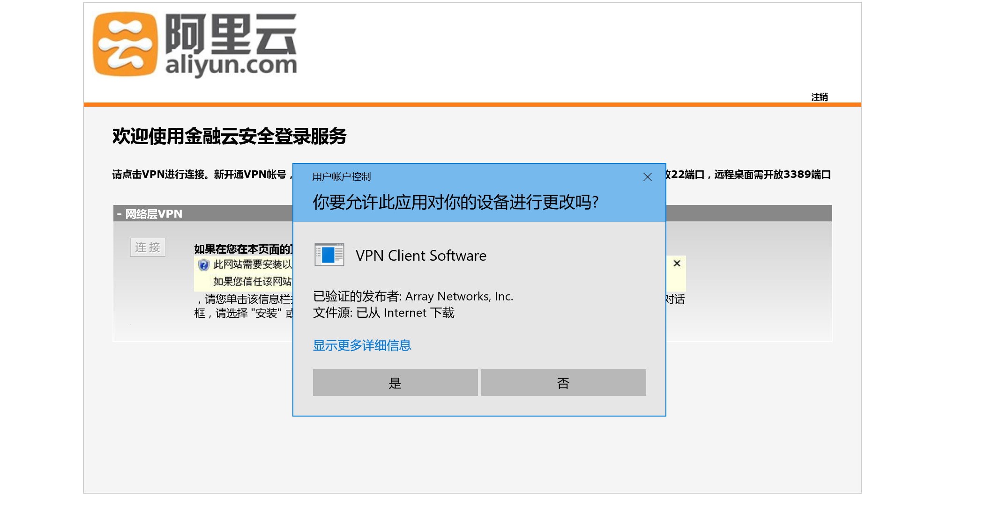 阿里云
aliyun.com
注销
欢迎使用金融云安全登录服务
请点击VPN进行连接。新开通VPN帐号，
22端口，远程桌面需开放3389端口
用户帐户控制
你要允许此应用对你的设备进行更改吗?
- 网络层VPN
连接
如果在您在本页面的
VPN Client Software
此网站需要安装以
如果您信任该网站
已验证的发布者: Array Networks, Inc.
，请您单击该信息栏
对话
文件源: 已从 Internet 下载
框，请选择 "安装" 或
显示更多详细信息
是
否